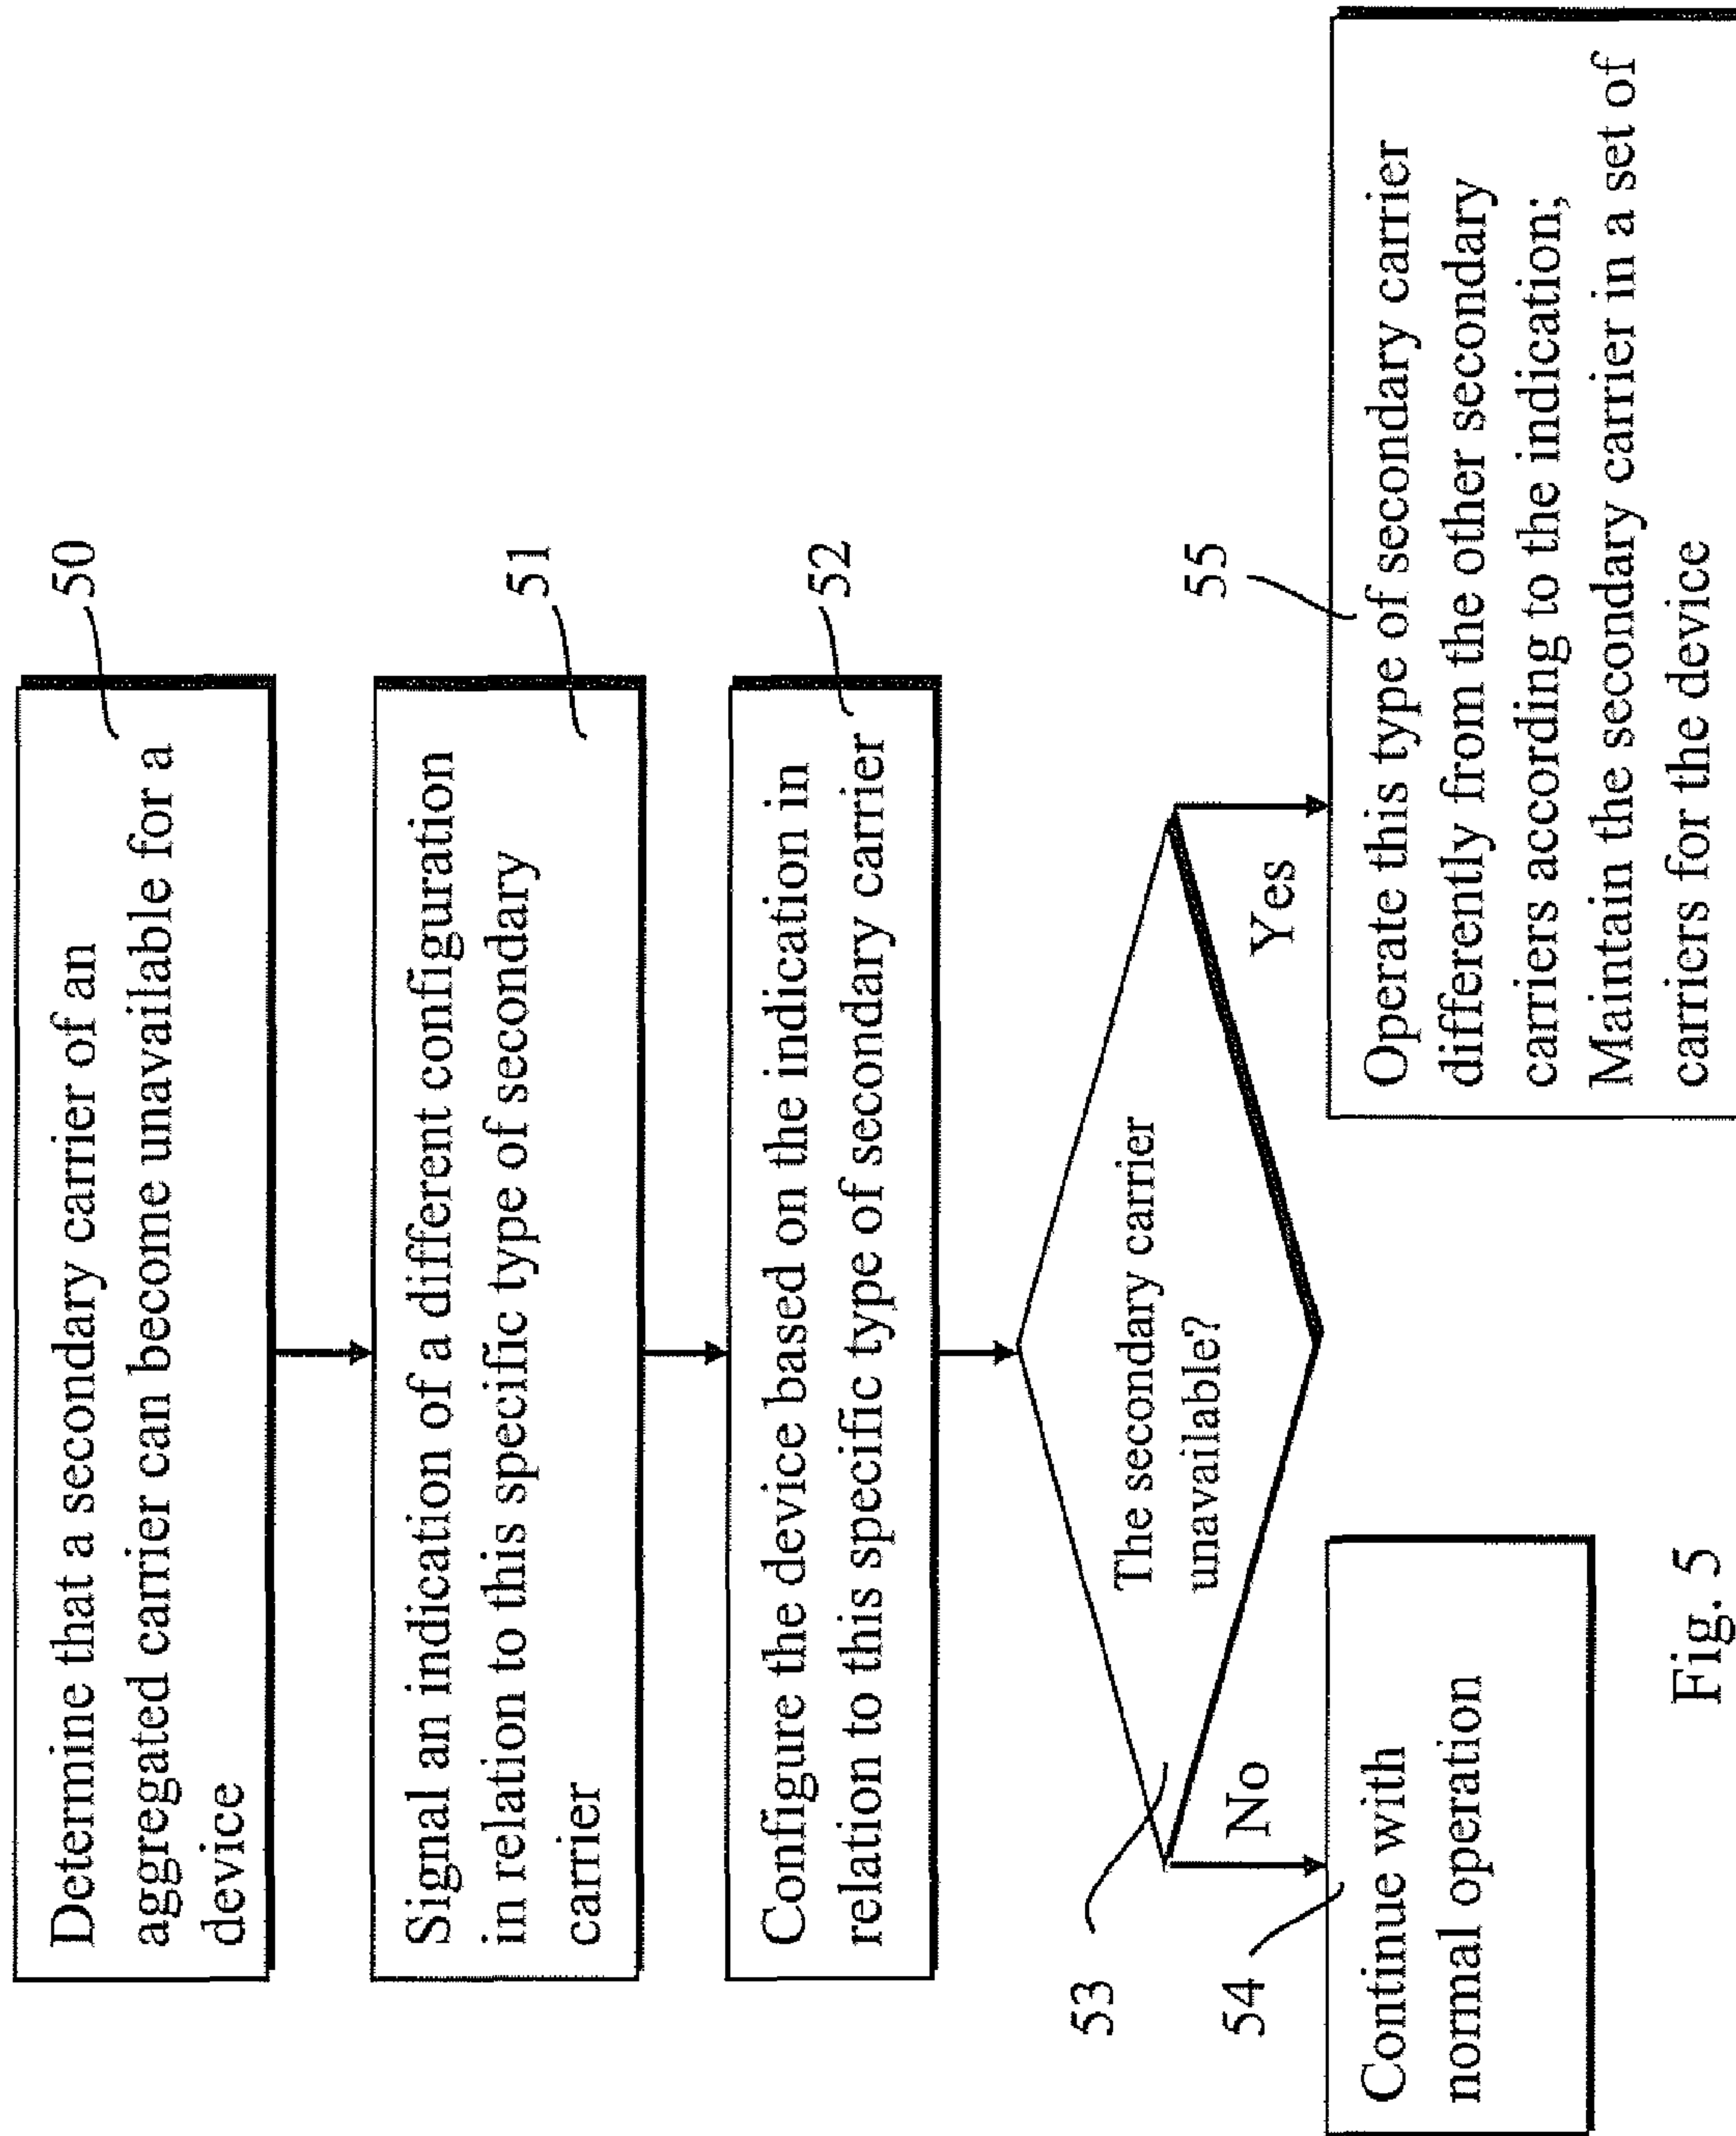 Determine that a secondary carrier of an
aggregated carrier can become unavailable for a
device
50
Signal an indication of a different configuration
in relation to this specific type of secondary
carrier
51
Configure the device based on the indication in
relation to this specific type of secondary carrier
52
The secondary carrier
unavailable?
53
No
Yes
54
Continue with
normal operation
55
Operate this type of secondary carrier
differently from the other secondary
carriers according to the indication;
Maintain the secondary carrier in a set of
carriers for the device
Fig. 5